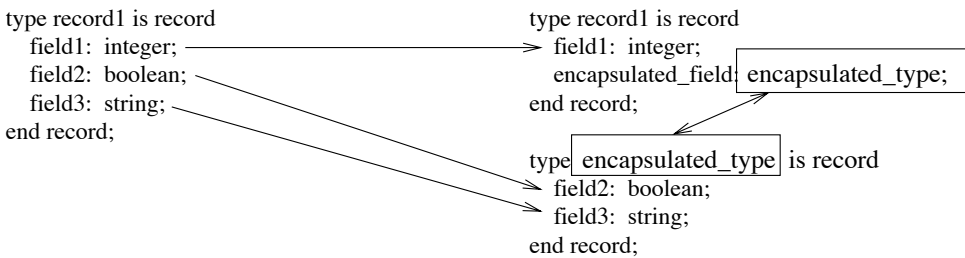 type record1 is record
field1: integer;
field2: boolean;
field3: string;
end record;
type record1 is record
field1: integer;
encapsulated_field: encapsulated_type;
end record;
type encapsulated_type is record
field2: boolean;
field3: string;
end record;